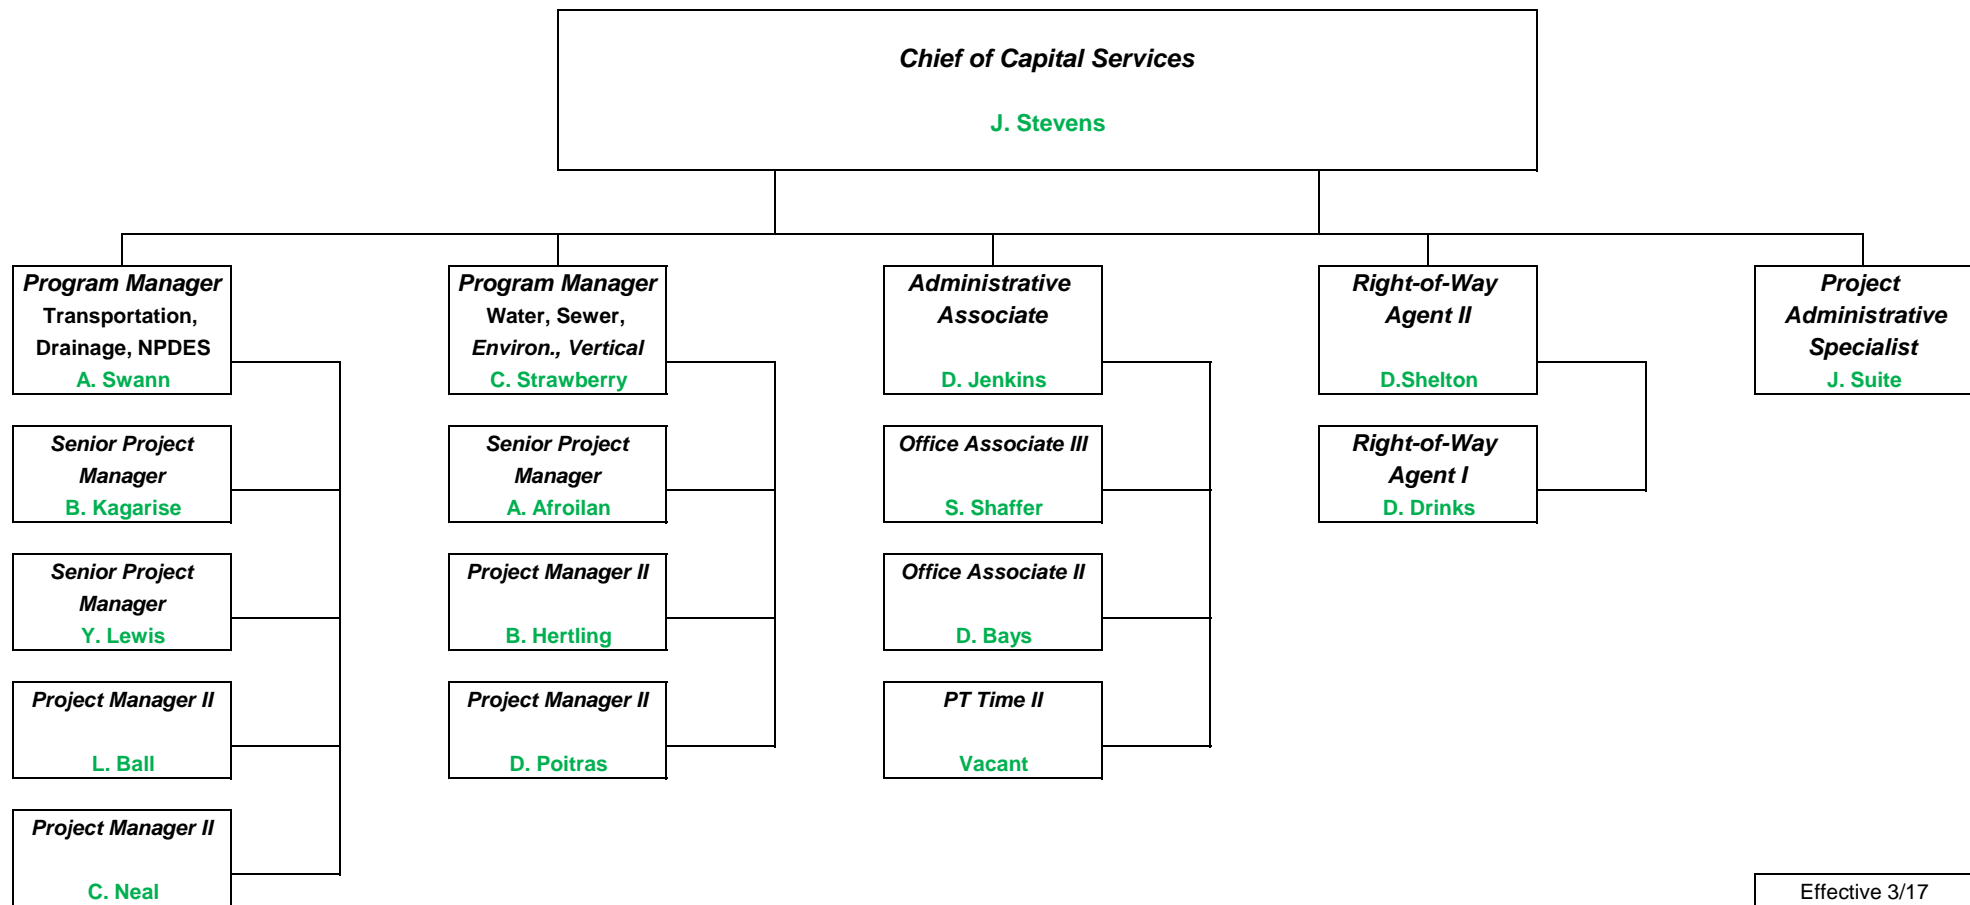 Chief of Capital Services
J. Stevens
Program Manager
Transportation,
Drainage, NPDES
A. Swann
Program Manager
Water, Sewer,
Environ., Vertical
C. Strawberry
Administrative
Associate
D. Jenkins
Right-of-Way
Agent II
D.Shelton
Project
Administrative
Specialist
J. Suite
Senior Project
Manager
B. Kagarise
Senior Project
Manager
A. Afroilan
Office Associate III
S. Shaffer
Right-of-Way
Agent I
D. Drinks
Senior Project
Manager
Y. Lewis
Project Manager II
B. Hertling
Office Associate II
D. Bays
Project Manager II
L. Ball
Project Manager II
D. Poitras
PT Time II
Vacant
Project Manager II
C. Neal
Effective 3/17